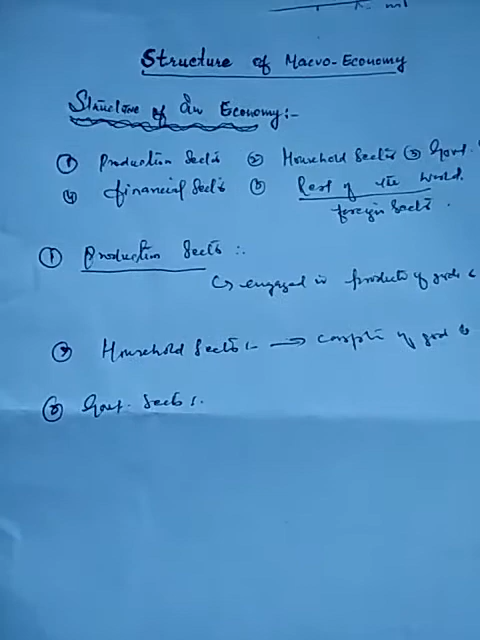 Structure of Macro-Economy
Structure of an Economy:-
① Production Sector ② Household Sector ③ Govt.
④ financial Sector ⑤ Rest of the world.
foreign Sector.
① Production Sector :-
↳ engaged in production of goods &
② Household Sector :- → of good &
③ Govt. Sector :-